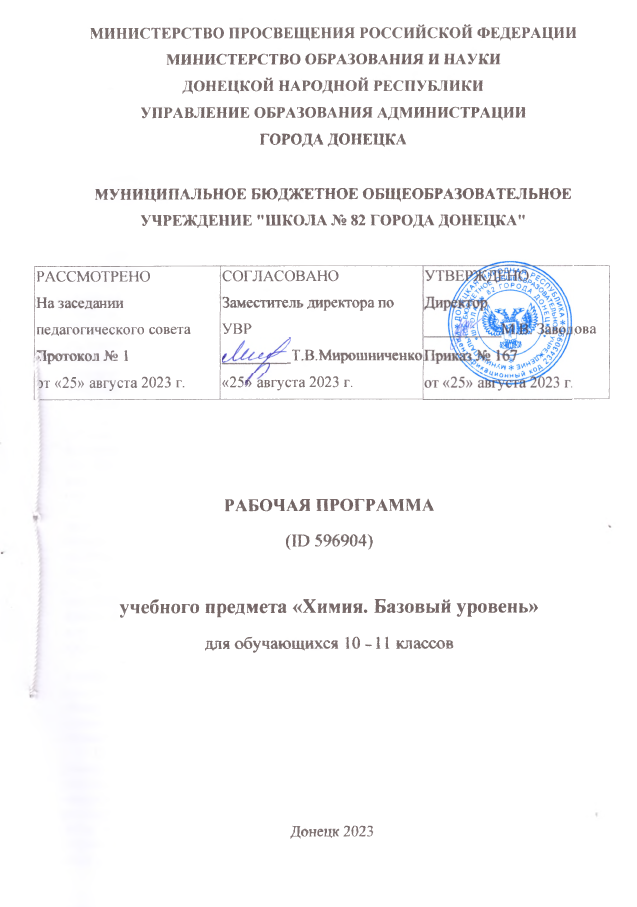 МИНИСТЕРСТВО ПРОСВЕЩЕНИЯ РОССИЙСКОЙ ФЕДЕРАЦИИ
МИНИСТЕРСТВО ОБРАЗОВАНИЯ И НАУКИ
ДОНЕЦКОЙ НАРОДНОЙ РЕСПУБЛИКИ
УПРАВЛЕНИЕ ОБРАЗОВАНИЯ АДМИНИСТРАЦИИ
ГОРОДА ДОНЕЦКА
МУНИЦИПАЛЬНОЕ БЮДЖЕТНОЕ ОБЩЕОБРАЗОВАТЕЛЬНОЕ
УЧРЕЖДЕНИЕ "ШКОЛА № 82 ГОРОДА ДОНЕЦКА"
РАССМОТРЕНО
На заседании
педагогического совета
Протокол № 1
от «25» августа 2023 г.
СОГЛАСОВАНО
Заместитель директора по
УВР
Т.В.Мирошниченко
«25» августа 2023 г.
УТВЕРЖДЕНО
Директор
М.В. Заводова
Приказ № 167
от «25» августа 2023 г.
РАБОЧАЯ ПРОГРАММА
(ID 596904)
учебного предмета «Химия. Базовый уровень»
для обучающихся 10 – 11 классов
Донецк 2023